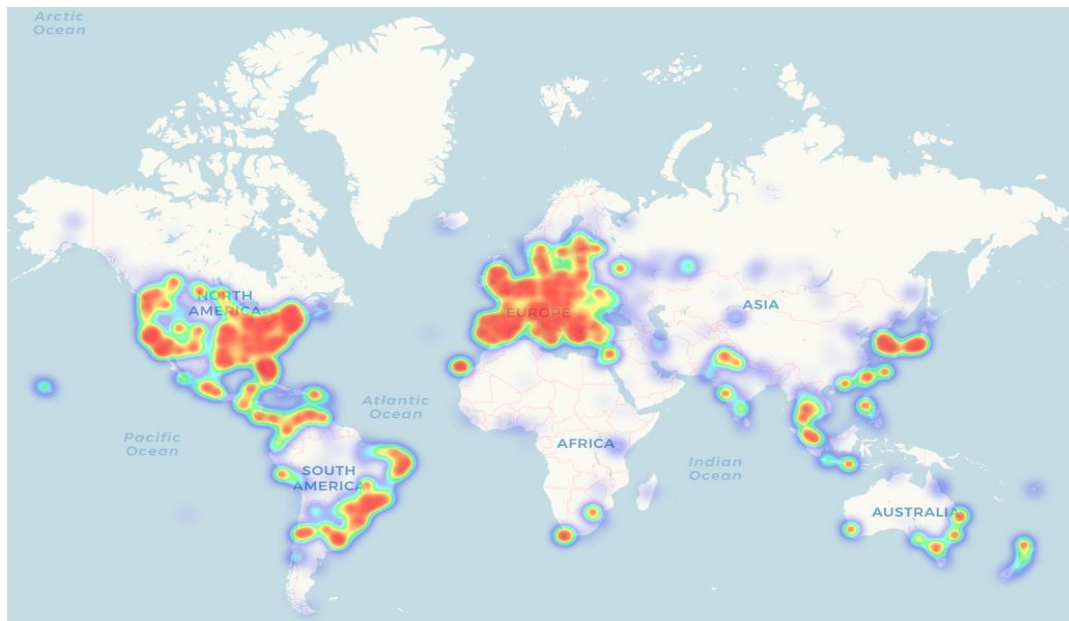 Arctic
Ocean
NORTH
AMERICA
EUROPE
ASIA
Atlantic
Ocean
Pacific
Ocean
AFRICA
Indian
Ocean
SOUTH
AMERICA
AUSTRALIA